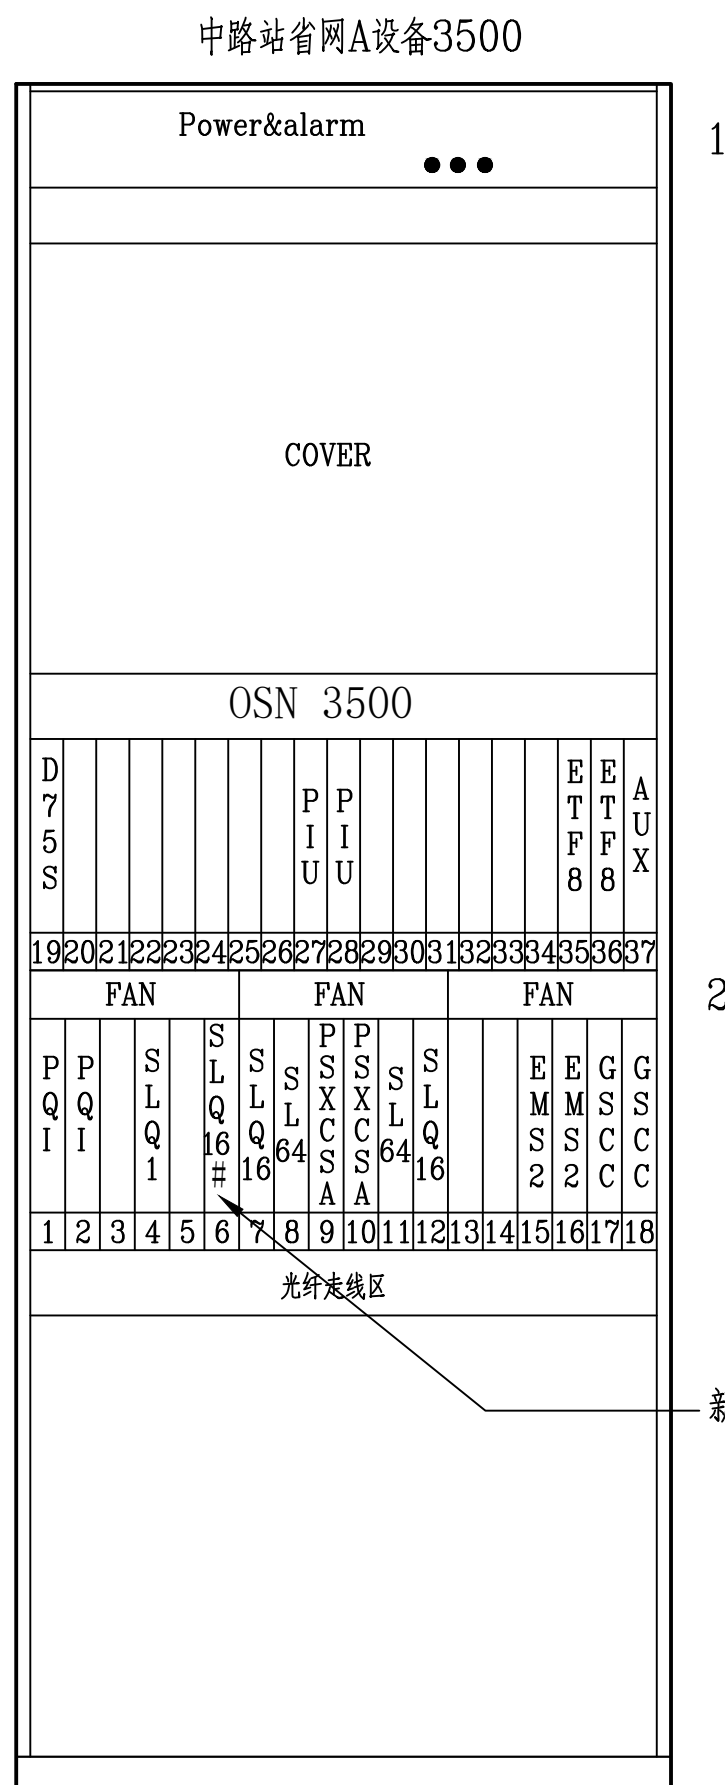 中路站省网A设备3500
Power&alarm
1
COVER
OSN 3500
D75S
PIU
PIU
ETF8
ETF8
AUX
19 20 21 22 23 24 25 26 27 28 29 30 31 32 33 34 35 36 37
FAN FAN FAN
2
PQI
PQI
SLQ1
SLQ16#
SLQ16
SL64
PSXCSA
PSXCSA
SL64
SLQ16
EMS2
EMS2
GSCC
GSCC
1 2 3 4 5 6 7 8 9 10 11 12 13 14 15 16 17 18
光纤走线区
新